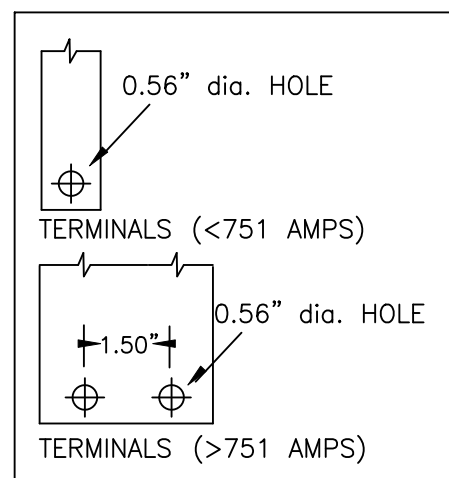 0.56” dia. HOLE
TERMINALS (<751 AMPS)
0.56” dia. HOLE
1.50”
TERMINALS (>751 AMPS)